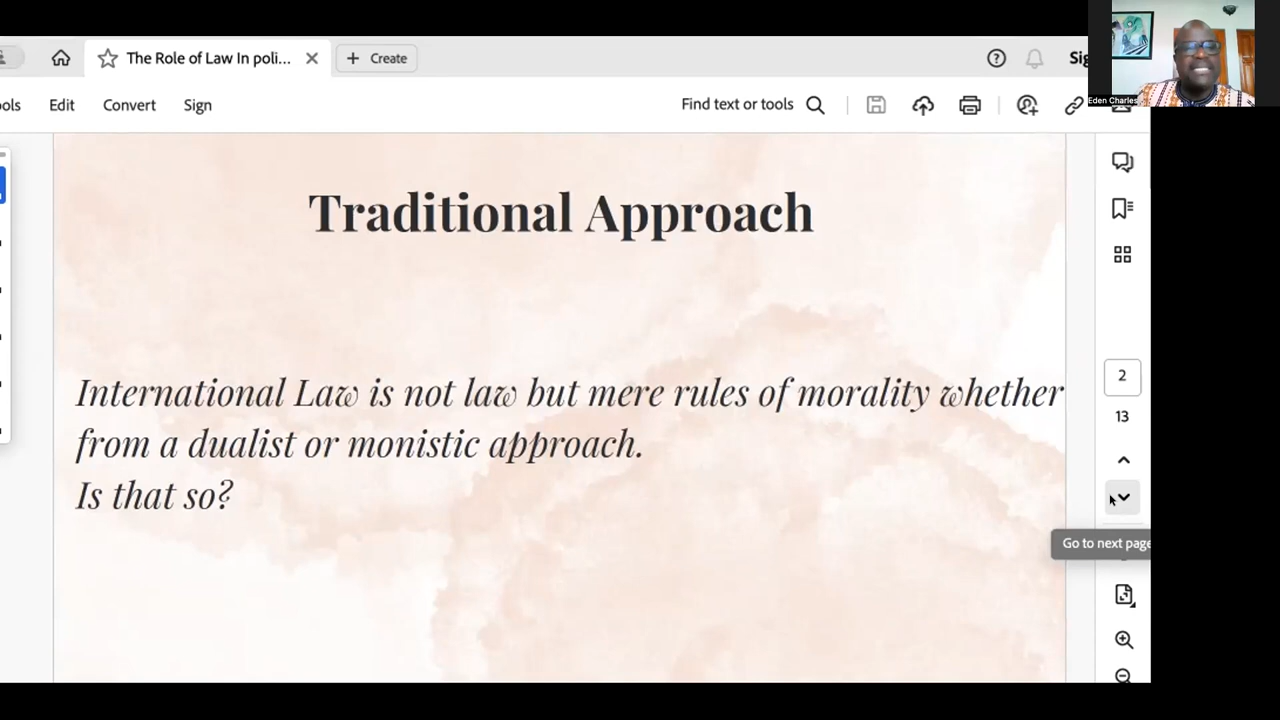 The Role of Law In poli...
Create
ols
Edit
Convert
Sign
Find text or tools
Sig
Eden Charles
Traditional Approach
International Law is not law but mere rules of morality whether
from a dualist or monistic approach.
Is that so?
2
13
Go to next page